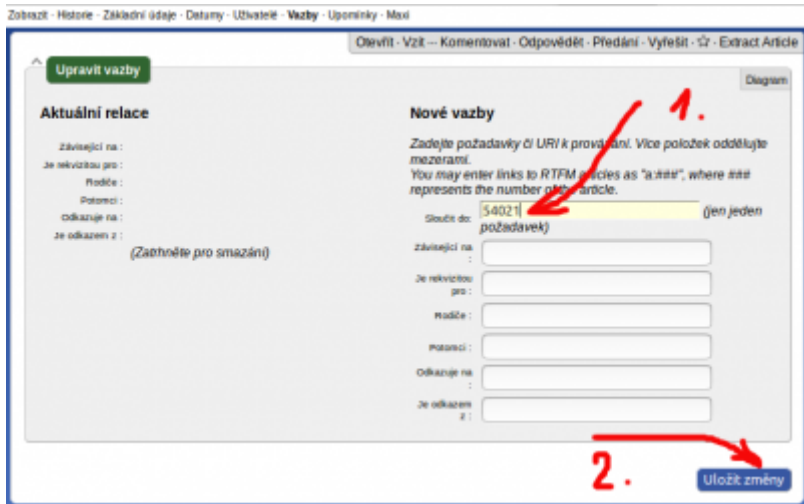 Zobrazit - Historie - Základní údaje - Datumy - Uživatelé - Vazby - Upomínky - Maxi
Otevřít - Vzít -- Komentovat - Odpovědět - Předání - Vyřešit - ☆ - Extract Article
Upravit vazby
Diagram
Aktuální relace
Závisející na :
Je rekvizitou pro :
Rodiče :
Potomci :
Odkazuje na :
Je odkazem z :
(Zatrhněte pro smazání)
Nové vazby
1.
Zadejte požadavky či URI k provázání. Více položek oddělujte
mezerami.
You may enter links to RTFM articles as "a:###", where ###
represents the number of the article.
Sloučit do: 54021 (jen jeden
požadavek)
Závisející na
:
Je rekvizitou
pro :
Rodiče :
Potomci :
Odkazuje na
:
Je odkazem
z :
2.
Uložit změny